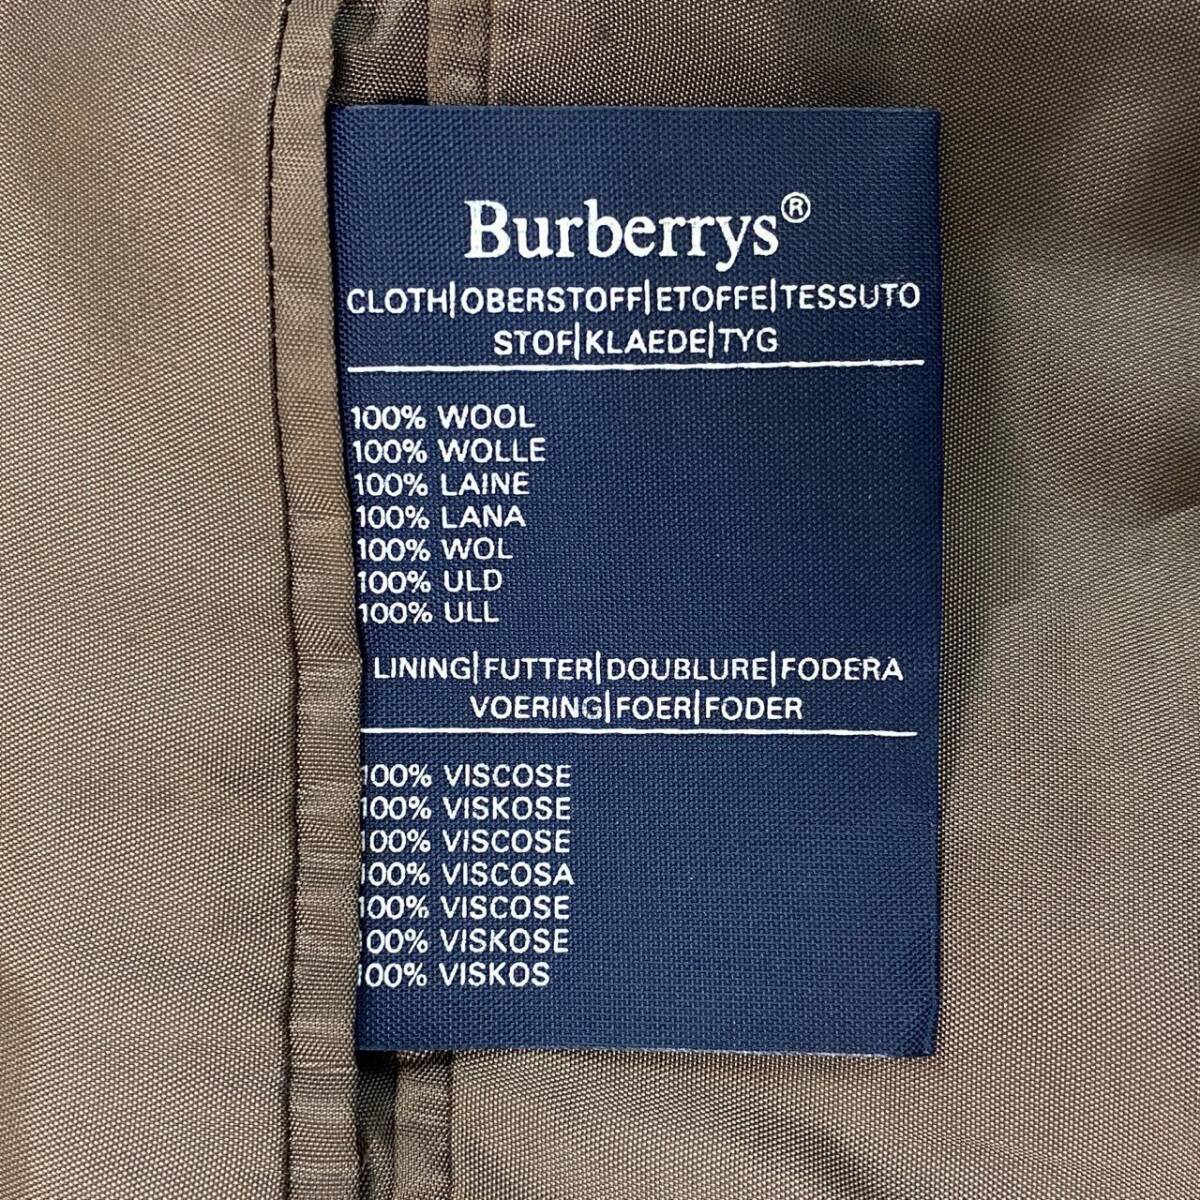 Burberrys®
CLOTH|OBERSTOFF|ETOFFE|TESSUTO
STOF|KLAEDE|TYG
100% WOOL
100% WOLLE
100% LAINE
100% LANA
100% WOL
100% ULD
100% ULL
LINING|FUTTER|DOUBLURE|FODERA
VOERING|FOER|FODER
100% VISCOSE
100% VISKOSE
100% VISCOSE
100% VISCOSA
100% VISCOSE
100% VISKOSE
100% VISKOS